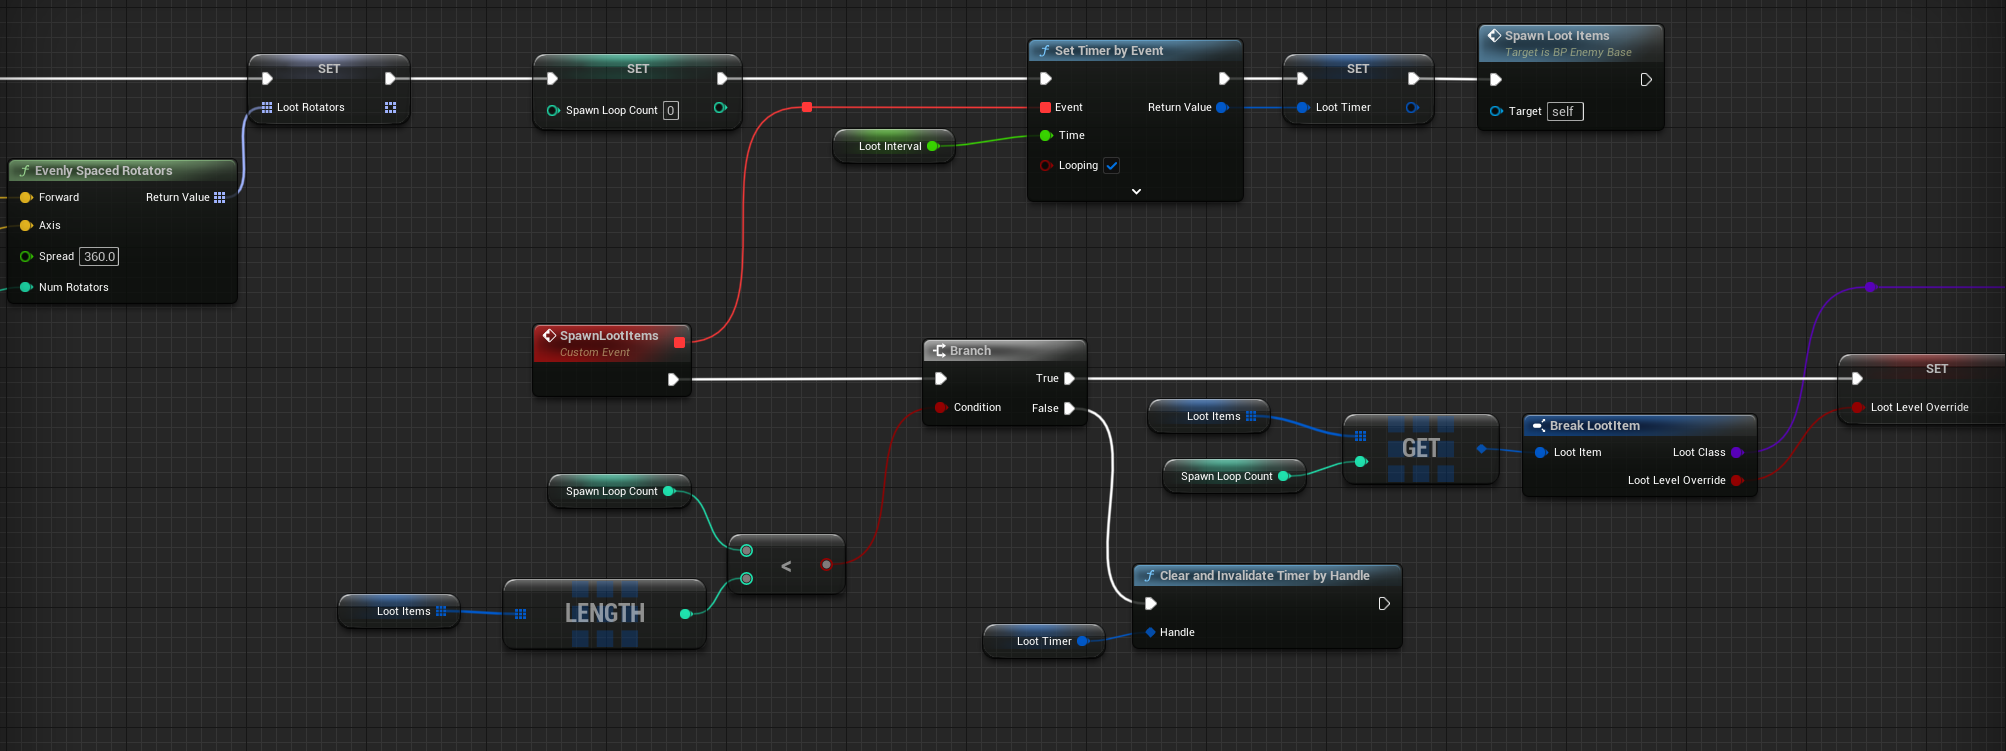 SET
Loot Rotators
SET
Spawn Loop Count 0
f Set Timer by Event
Event
Return Value
Time
Looping
Loot Interval
SET
Loot Timer
Spawn Loot Items
Target is BP Enemy Base
Target self
f Evenly Spaced Rotators
Forward
Return Value
Axis
Spread 360.0
Num Rotators
SpawnLootItems
Custom Event
Branch
True
Condition
False
Loot Items
Spawn Loop Count
GET
Break LootItem
Loot Item
Loot Class
Loot Level Override
SET
Loot Level Override
Spawn Loop Count
<
Loot Items
LENGTH
f Clear and Invalidate Timer by Handle
Handle
Loot Timer